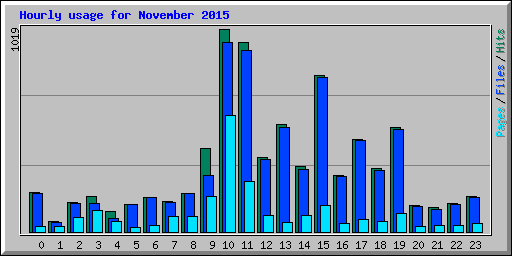 Hourly usage for November 2015
1019
Pages/Files/Hits
0 1 2 3 4 5 6 7 8 9 10 11 12 13 14 15 16 17 18 19 20 21 22 23